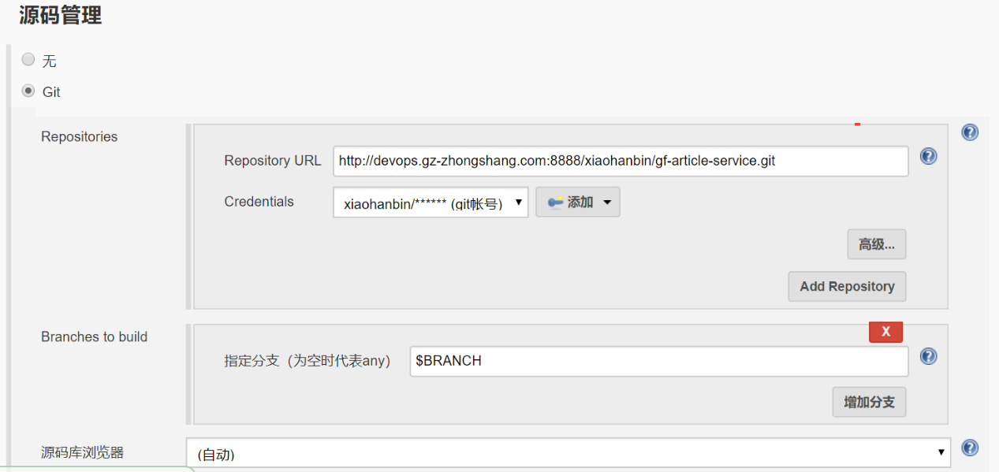 源码管理
无
Git
Repositories
Repository URL http://devops.gz-zhongshang.com:8888/xiaohanbin/gf-article-service.git
Credentials xiaohanbin/****** (git帐号) 添加
高级...
Add Repository
Branches to build
X
指定分支（为空时代表any） $BRANCH
增加分支
源码库浏览器 (自动)